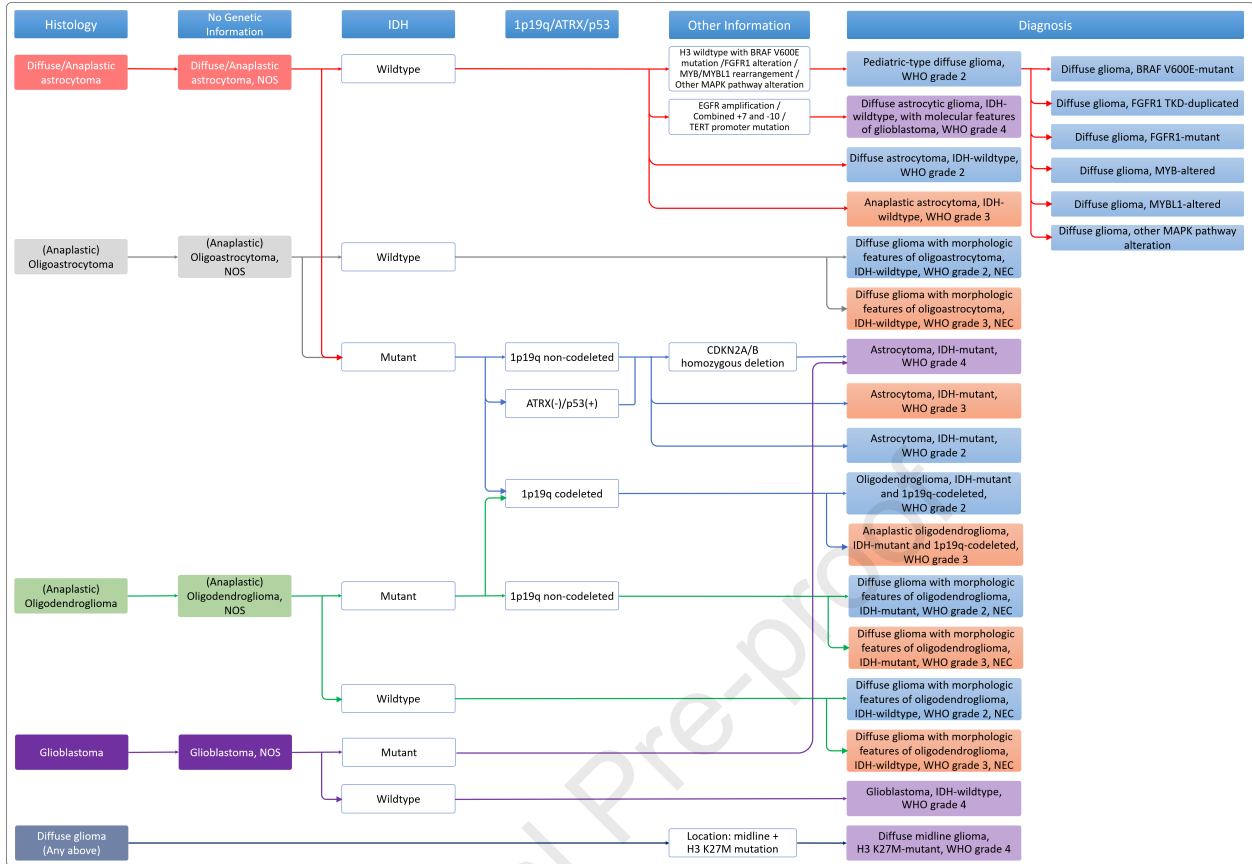 Histology
No Genetic
Information
IDH
1p19q/ATRX/p53
Other Information
Diagnosis
Diffuse/Anaplastic
astrocytoma
Diffuse/Anaplastic
astrocytoma, NOS
Wildtype
H3 wildtype with BRAF V600E
mutation /FGFR1 alteration /
MYB/MYBL1 rearrangement /
Other MAPK pathway alteration
Pediatric-type diffuse glioma,
WHO grade 2
Diffuse glioma, BRAF V600E-mutant
Diffuse glioma, FGFR1 TKD-duplicated
Diffuse glioma, FGFR1-mutant
Diffuse glioma, MYB-altered
Diffuse glioma, MYBL1-altered
Diffuse glioma, other MAPK pathway
alteration
EGFR amplification /
Combined +7 and -10 /
TERT promoter mutation
Diffuse astrocytic glioma, IDH-
wildtype, with molecular features
of glioblastoma, WHO grade 4
Diffuse astrocytoma, IDH-wildtype,
WHO grade 2
Anaplastic astrocytoma, IDH-
wildtype, WHO grade 3
(Anaplastic)
Oligoastrocytoma
(Anaplastic)
Oligoastrocytoma,
NOS
Wildtype
Diffuse glioma with morphologic
features of oligoastrocytoma,
IDH-wildtype, WHO grade 2, NEC
Diffuse glioma with morphologic
features of oligoastrocytoma,
IDH-wildtype, WHO grade 3, NEC
Mutant
1p19q non-codeleted
CDKN2A/B
homozygous deletion
Astrocytoma, IDH-mutant,
WHO grade 4
ATRX(-)/p53(+)
Astrocytoma, IDH-mutant,
WHO grade 3
Astrocytoma, IDH-mutant,
WHO grade 2
1p19q codeleted
Oligodendroglioma, IDH-mutant
and 1p19q-codeleted,
WHO grade 2
Anaplastic oligodendroglioma,
IDH-mutant and 1p19q-codeleted,
WHO grade 3
(Anaplastic)
Oligodendroglioma
(Anaplastic)
Oligodendroglioma,
NOS
Mutant
1p19q non-codeleted
Diffuse glioma with morphologic
features of oligodendroglioma,
IDH-mutant, WHO grade 2, NEC
Diffuse glioma with morphologic
features of oligodendroglioma,
IDH-mutant, WHO grade 3, NEC
Wildtype
Diffuse glioma with morphologic
features of oligodendroglioma,
IDH-wildtype, WHO grade 2, NEC
Diffuse glioma with morphologic
features of oligodendroglioma,
IDH-wildtype, WHO grade 3, NEC
Glioblastoma
Glioblastoma, NOS
Mutant
Wildtype
Glioblastoma, IDH-wildtype,
WHO grade 4
Diffuse glioma
(Any above)
Location: midline +
H3 K27M mutation
Diffuse midline glioma,
H3 K27M-mutant, WHO grade 4
Pre-proof